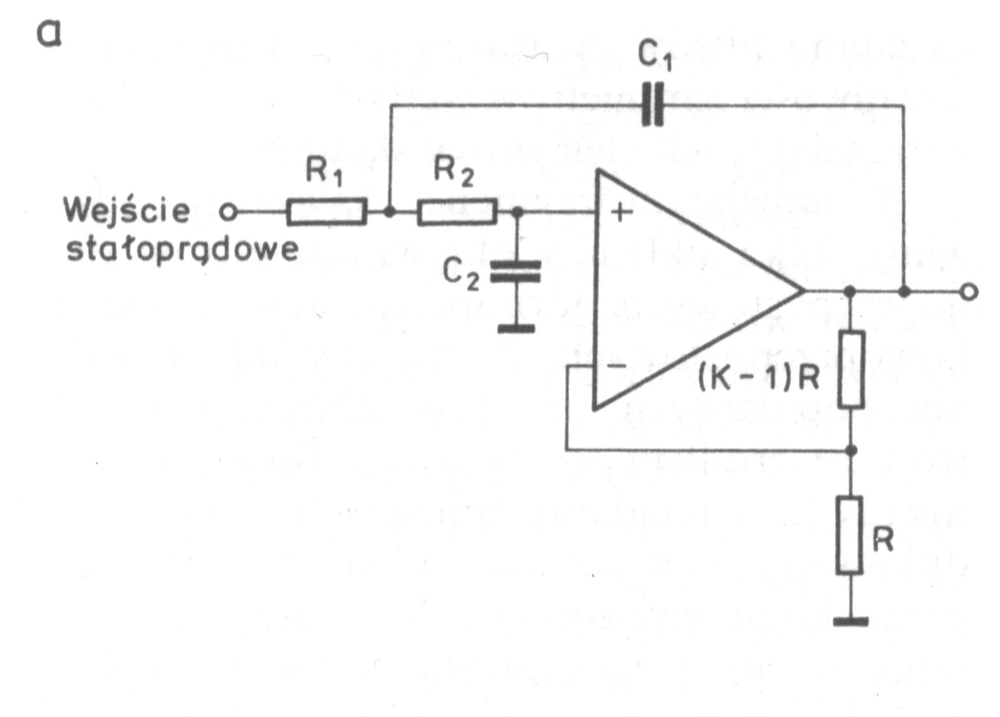 a
C1
R1
R2
Wejście
stałoprądowe
C2
+
-
(K-1)R
R